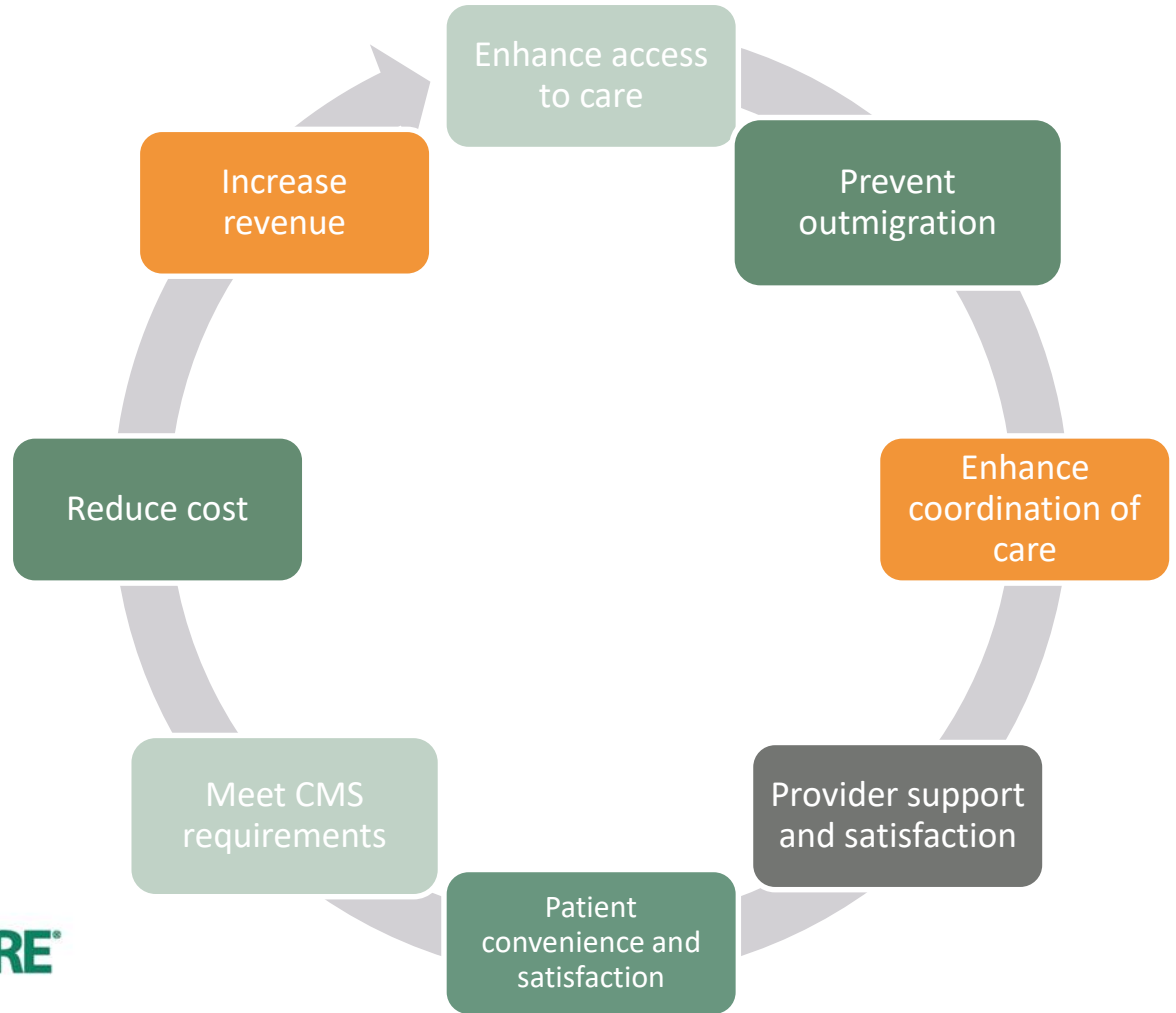 Enhance access
to care
Prevent
outmigration
Enhance
coordination of
care
Provider support
and satisfaction
Patient
convenience and
satisfaction
Meet CMS
requirements
Reduce cost
Increase
revenue
RE®